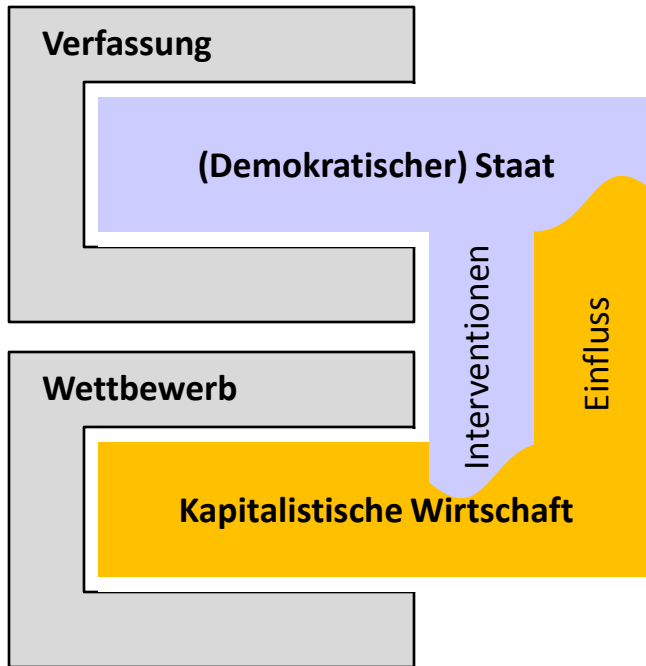 Verfassung
(Demokratischer) Staat
Interventionen
Einfluss
Wettbewerb
Kapitalistische Wirtschaft